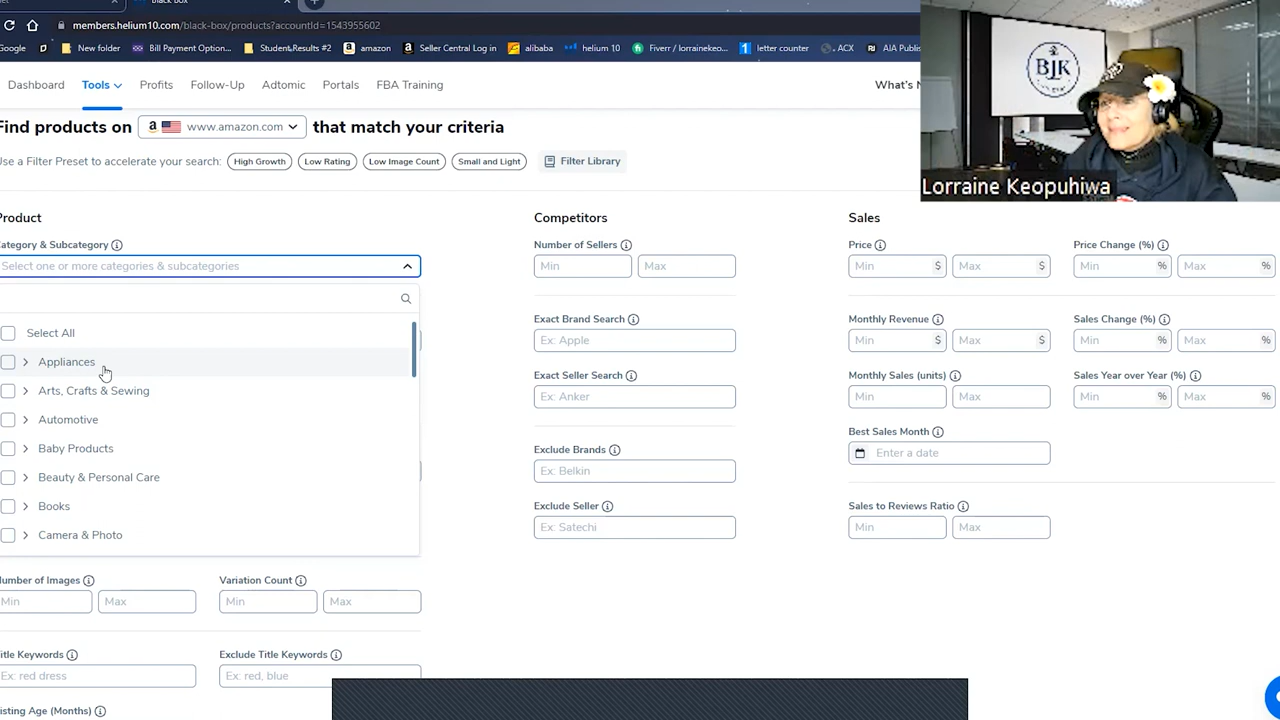 black-box
members.helium10.com/black-box/products?accountId=1543955602
Google New folder Bill Payment Option... Student Results #2 amazon Seller Central Log in alibaba helium 10 Fiverr / lorrainekeo... letter counter ACX AIA Publi
BJK
Dashboard Tools Profits Follow-Up Adtomic Portals FBA Training What's N
Find products on www.amazon.com that match your criteria
Use a Filter Preset to accelerate your search: High Growth Low Rating Low Image Count Small and Light Filter Library
Lorraine Keopuhiwa
Product Competitors Sales
Category & Subcategory Number of Sellers Price Price Change (%)
Select one or more categories & subcategories Min Max Min $ Max $ Min % Max %
Select All
Appliances
Arts, Crafts & Sewing
Automotive
Baby Products
Beauty & Personal Care
Books
Camera & Photo
Exact Brand Search Monthly Revenue Sales Change (%)
Ex: Apple Min $ Max $ Min % Max %
Exact Seller Search Monthly Sales (units) Sales Year over Year (%)
Ex: Anker Min Max Min % Max %
Exclude Brands Best Sales Month
Ex: Belkin Enter a date
Exclude Seller Sales to Reviews Ratio
Ex: Satechi Min Max
Number of Images Variation Count
Min Max Min Max
Title Keywords Exclude Title Keywords
Ex: red dress Ex: red, blue
Listing Age (Months)